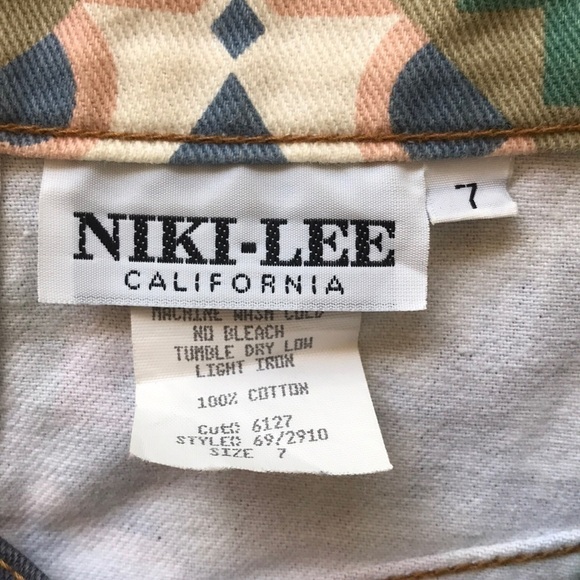 NIKI-LEE
CALIFORNIA
7
MACHINE WASH COLD
NO BLEACH
TUMBLE DRY LOW
LIGHT IRON
100% COTTON
Cut#: 6127
STYLE#: 69/2910
SIZE 7